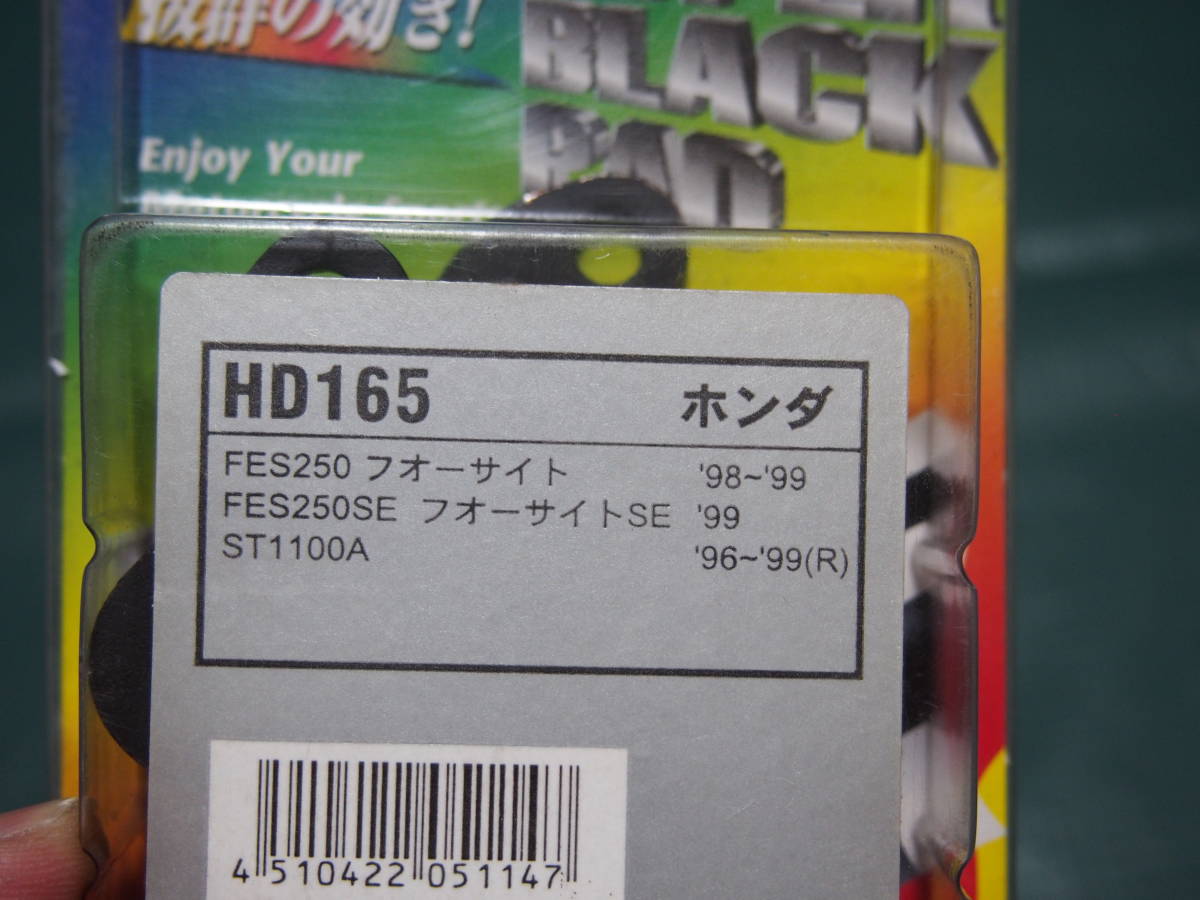 抜群の効き!
BLACK
PAD
Enjoy Your
HD165 ホンダ
FES250 フオーサイト '98~'99
FES250SE フオーサイトSE '99
ST1100A '96~'99(R)
4 510422 051147